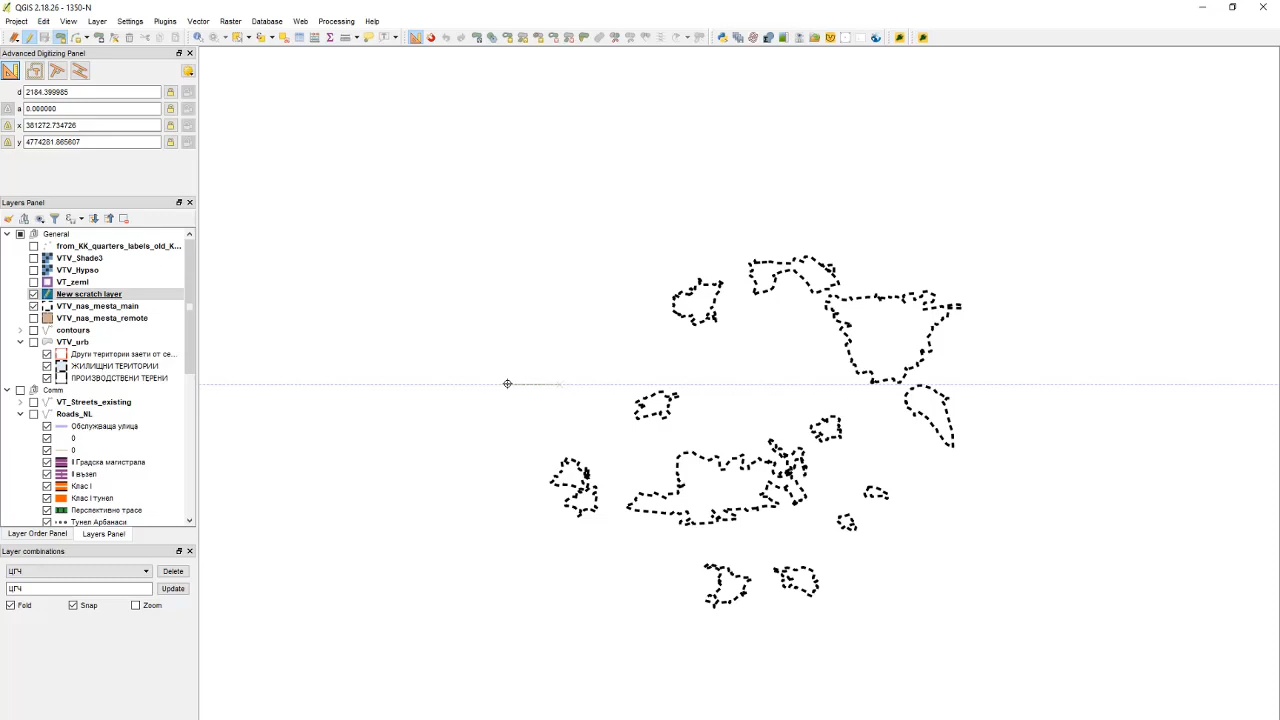 QGIS 2.18.26 - 1350-N
Project Edit View Layer Settings Plugins Vector Raster Database Web Processing Help
Advanced Digitizing Panel
d 2184.399985
a 0.000000
x 381272.734726
y 4774281.865607
Layers Panel
General
from_KK_quarters_labels_old_K...
VTV_Shade3
VTV_Hypso
VT_zeml
New scratch layer
VTV_nas_mesta_main
VTV_nas_mesta_remote
contours
VTV_urb
Други територии заети от се...
ЖИЛИЩНИ ТЕРИТОРИИ
ПРОИЗВОДСТВЕНИ ТЕРЕНИ
Comm
VT_Streets_existing
Roads_NL
Обслужваща улица
0
0
II Градска магистрала
II възел
Клас I
Клас I тунел
Перспективно трасе
Тунел Арбанаси
Layer Order Panel Layers Panel
Layer combinations
ЦГЧ Delete
ЦГЧ Update
Fold Snap Zoom